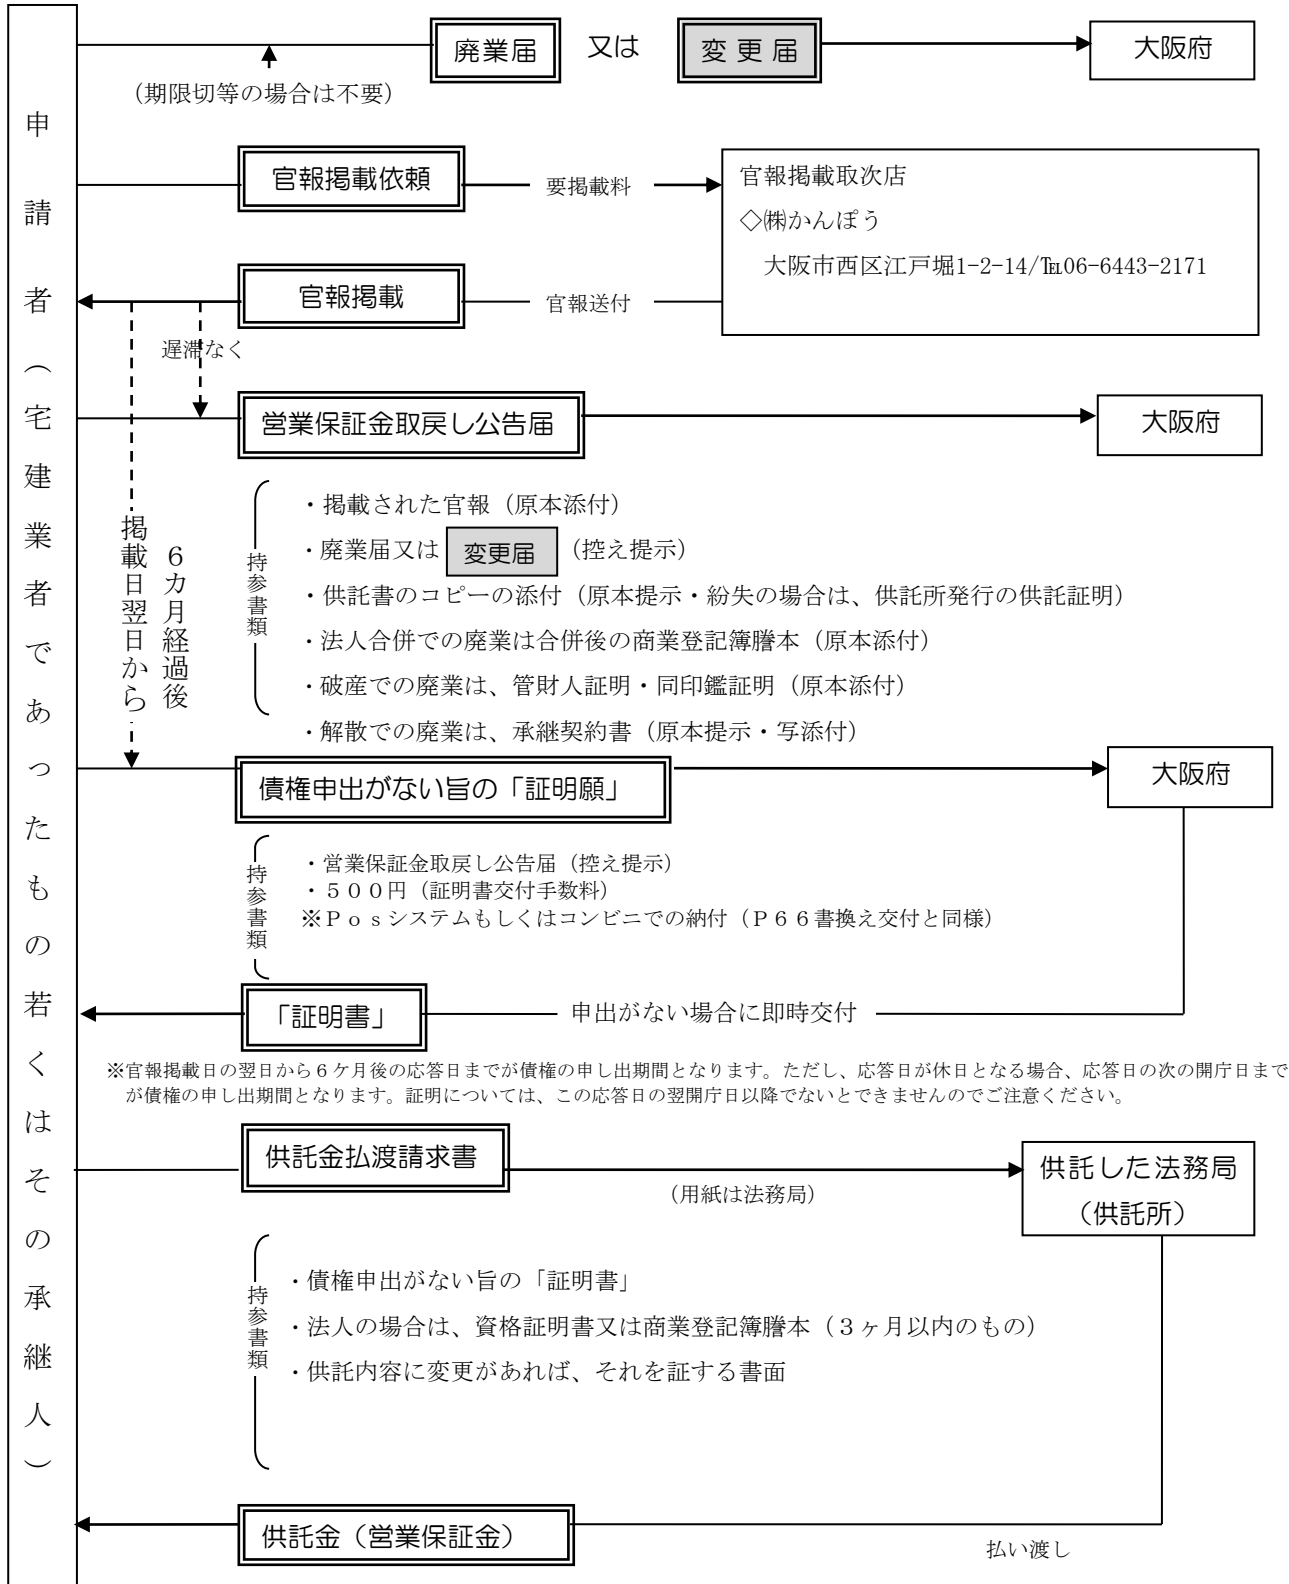 申請者（宅建業者であったもの若くはその承継人）
廃業届 又は 変更届 大阪府
（期限切等の場合は不要）
官報掲載依頼 要掲載料
官報掲載取次店
◇㈱かんぽう
大阪市西区江戸堀1-2-14/℡06-6443-2171
官報掲載 官報送付
遅滞なく
営業保証金取戻し公告届 大阪府
掲載日翌日から
６カ月経過後
持参書類
・掲載された官報（原本添付）
・廃業届又は 変更届 （控え提示）
・供託書のコピーの添付（原本提示・紛失の場合は、供託所発行の供託証明）
・法人合併での廃業は合併後の商業登記簿謄本（原本添付）
・破産での廃業は、管財人証明・同印鑑証明（原本添付）
・解散での廃業は、承継契約書（原本提示・写添付）
債権申出がない旨の「証明願」 大阪府
持参書類
・営業保証金取戻し公告届（控え提示）
・５００円（証明書交付手数料）
※Ｐｏｓシステムもしくはコンビニでの納付（Ｐ６６書換え交付と同様）
「証明書」 申出がない場合に即時交付
※官報掲載日の翌日から６ケ月後の応答日までが債権の申し出期間となります。ただし、応答日が休日となる場合、応答日の次の開庁日まで
が債権の申し出期間となります。証明については、この応答日の翌開庁日以降でないとできませんのでご注意ください。
供託金払渡請求書
（用紙は法務局）
供託した法務局
（供託所）
持参書類
・債権申出がない旨の「証明書」
・法人の場合は、資格証明書又は商業登記簿謄本（３ヶ月以内のもの）
・供託内容に変更があれば、それを証する書面
供託金（営業保証金）
払い渡し